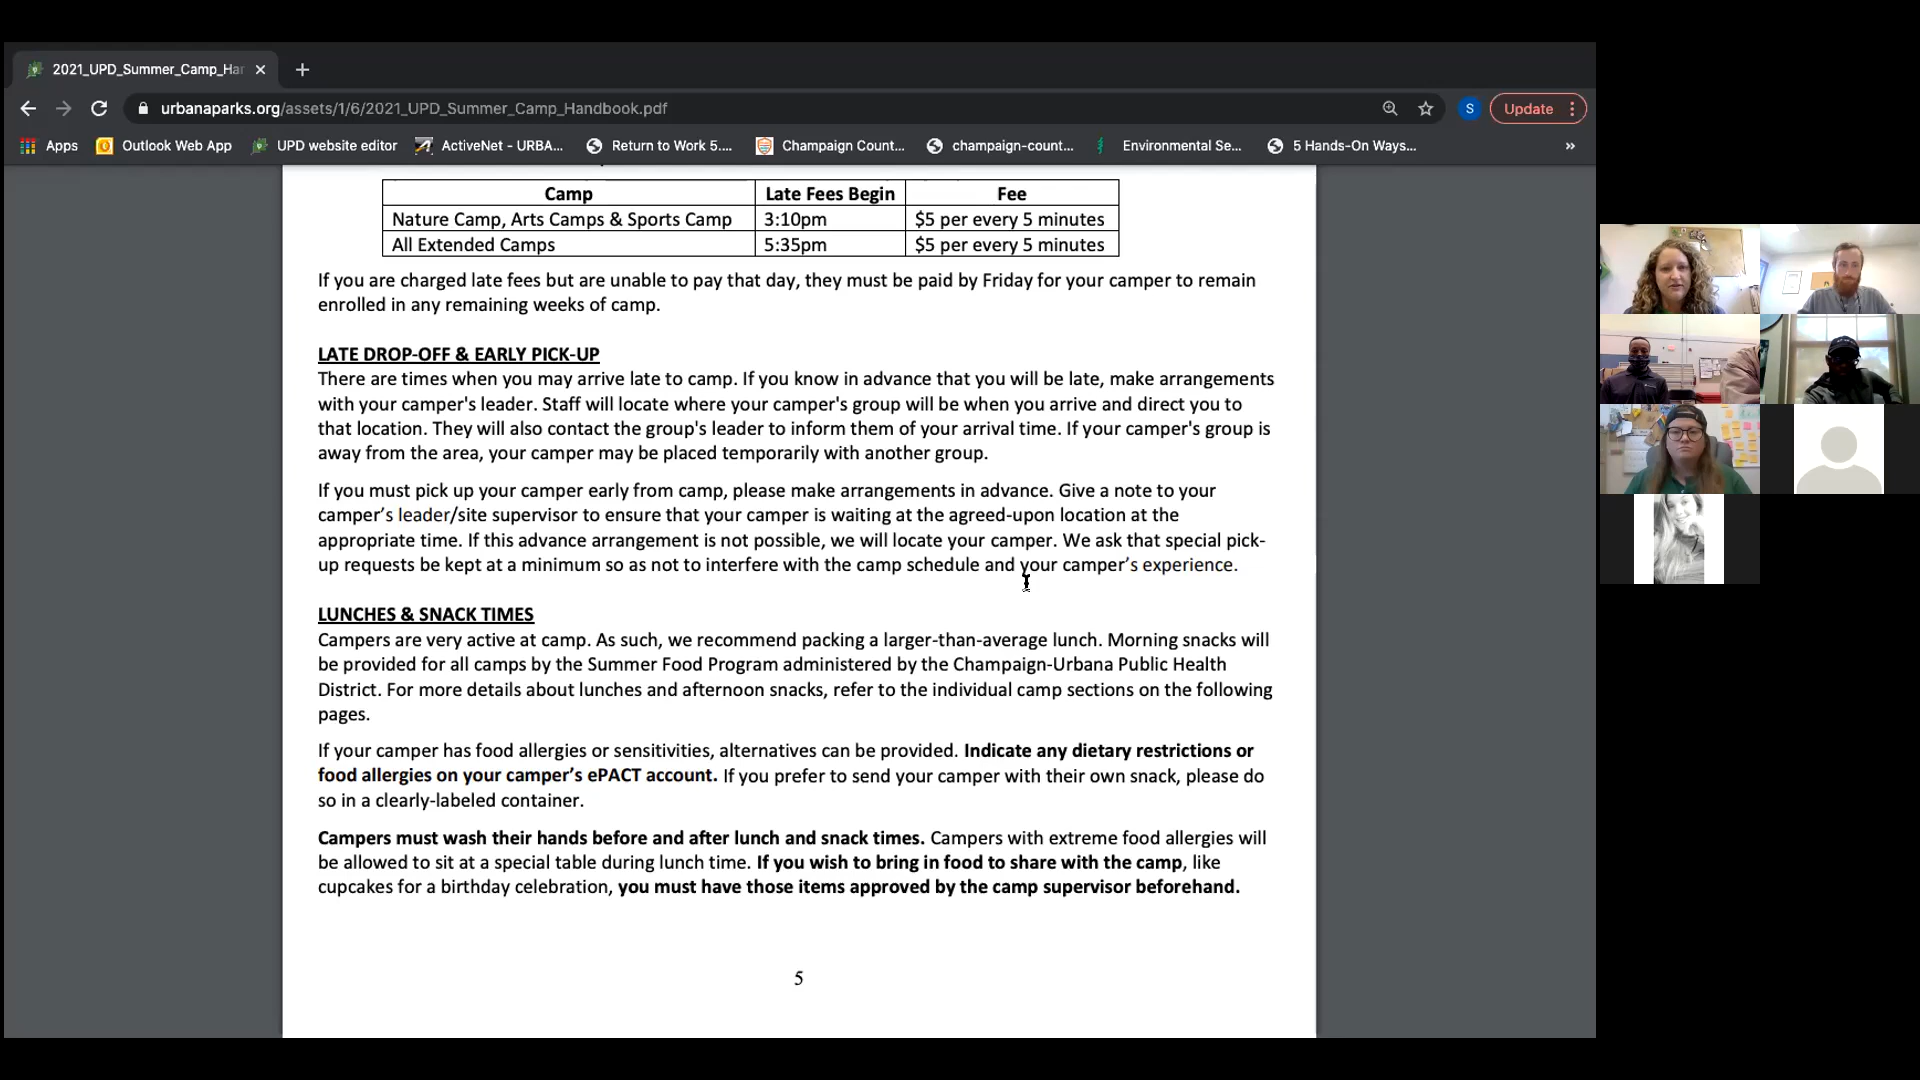 2021_UPD_Summer_Camp_Har
urbanaparks.org/assets/1/6/2021_UPD_Summer_Camp_Handbook.pdf
S
Update
Apps
Outlook Web App
UPD website editor
ActiveNet - URBA...
Return to Work 5....
Champaign Count...
champaign-count...
Environmental Se...
5 Hands-On Ways...
»
Camp Late Fees Begin Fee
Nature Camp, Arts Camps & Sports Camp 3:10pm $5 per every 5 minutes
All Extended Camps 5:35pm $5 per every 5 minutes
If you are charged late fees but are unable to pay that day, they must be paid by Friday for your camper to remain
enrolled in any remaining weeks of camp.
LATE DROP-OFF & EARLY PICK-UP
There are times when you may arrive late to camp. If you know in advance that you will be late, make arrangements
with your camper's leader. Staff will locate where your camper's group will be when you arrive and direct you to
that location. They will also contact the group's leader to inform them of your arrival time. If your camper's group is
away from the area, your camper may be placed temporarily with another group.
If you must pick up your camper early from camp, please make arrangements in advance. Give a note to your
camper’s leader/site supervisor to ensure that your camper is waiting at the agreed-upon location at the
appropriate time. If this advance arrangement is not possible, we will locate your camper. We ask that special pick-
up requests be kept at a minimum so as not to interfere with the camp schedule and your camper’s experience.
LUNCHES & SNACK TIMES
Campers are very active at camp. As such, we recommend packing a larger-than-average lunch. Morning snacks will
be provided for all camps by the Summer Food Program administered by the Champaign-Urbana Public Health
District. For more details about lunches and afternoon snacks, refer to the individual camp sections on the following
pages.
If your camper has food allergies or sensitivities, alternatives can be provided. Indicate any dietary restrictions or
food allergies on your camper’s ePACT account. If you prefer to send your camper with their own snack, please do
so in a clearly-labeled container.
Campers must wash their hands before and after lunch and snack times. Campers with extreme food allergies will
be allowed to sit at a special table during lunch time. If you wish to bring in food to share with the camp, like
cupcakes for a birthday celebration, you must have those items approved by the camp supervisor beforehand.
5